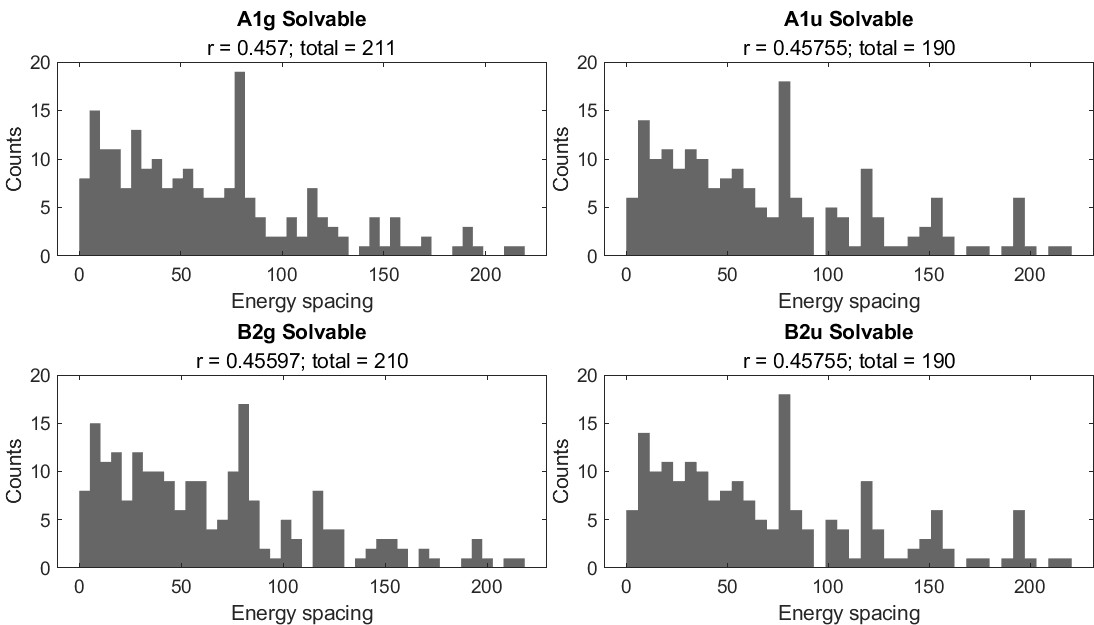 A1g Solvable
r = 0.457; total = 211
20
15
10
5
0
Counts
0 50 100 150 200
Energy spacing
A1u Solvable
r = 0.45755; total = 190
20
15
10
5
0
Counts
0 50 100 150 200
Energy spacing
B2g Solvable
r = 0.45597; total = 210
20
15
10
5
0
Counts
0 50 100 150 200
Energy spacing
B2u Solvable
r = 0.45755; total = 190
20
15
10
5
0
Counts
0 50 100 150 200
Energy spacing